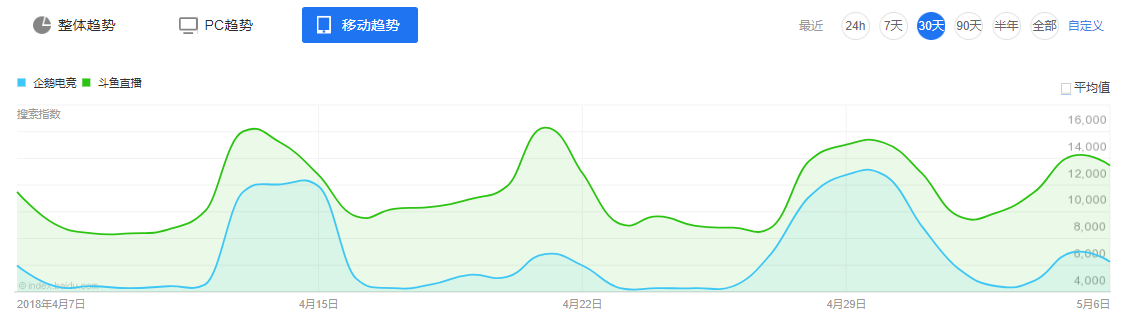 整体趋势 PC趋势 移动趋势 最近 24h 7天 30天 90天 半年 全部 自定义
企鹅电竞 斗鱼直播 平均值
搜索指数
16,000
14,000
12,000
10,000
8,000
6,000
4,000
© index.baidu.com
2018年4月7日 4月15日 4月22日 4月29日 5月6日